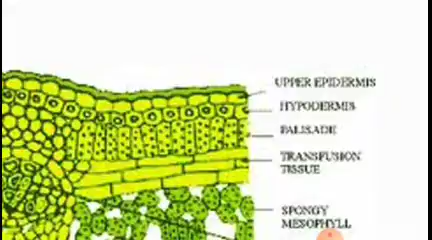 UPPER EPIDERMIS
HYPODERMIS
PALISADE
TRANSFUSION
TISSUE
SPONGY
MESOPHYLL